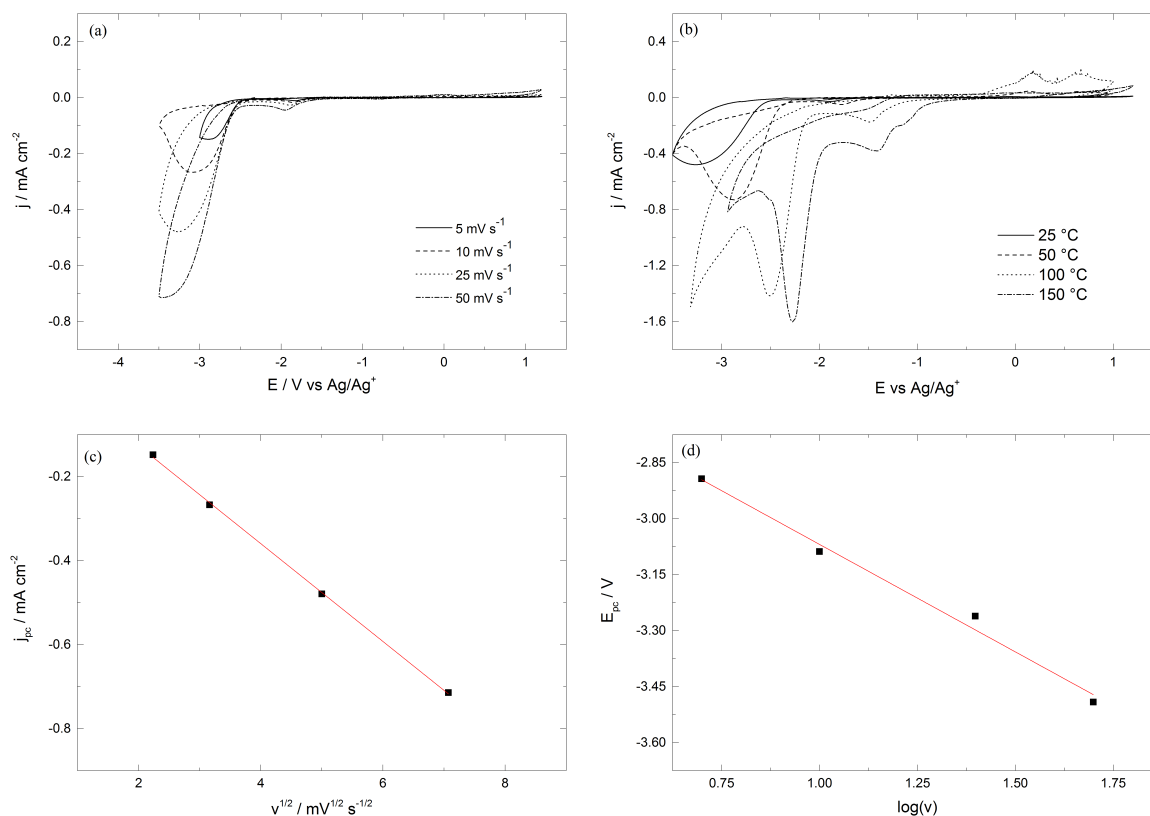 (a)
0.2
0.0
-0.2
-0.4
-0.6
-0.8
j / mA cm⁻²
5 mV s⁻¹
10 mV s⁻¹
25 mV s⁻¹
50 mV s⁻¹
-4 -3 -2 -1 0 1
E / V vs Ag/Ag⁺
(b)
0.4
0.0
-0.4
-0.8
-1.2
-1.6
j / mA cm⁻²
25 °C
50 °C
100 °C
150 °C
-3 -2 -1 0 1
E vs Ag/Ag⁺
(c)
-0.2
-0.4
-0.6
-0.8
j_pc / mA cm⁻²
2 4 6 8
v^1/2 / mV^1/2 s^-1/2
(d)
-2.85
-3.00
-3.15
-3.30
-3.45
-3.60
E_pc / V
0.75 1.00 1.25 1.50 1.75
log(v)